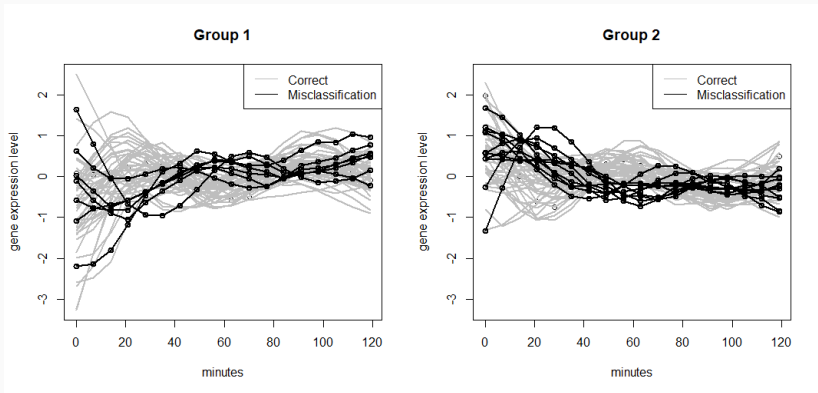 Group 1
Correct
Misclassification
gene expression level
2
1
0
-1
-2
-3
0 20 40 60 80 100 120
minutes
Group 2
Correct
Misclassification
gene expression level
2
1
0
-1
-2
-3
0 20 40 60 80 100 120
minutes